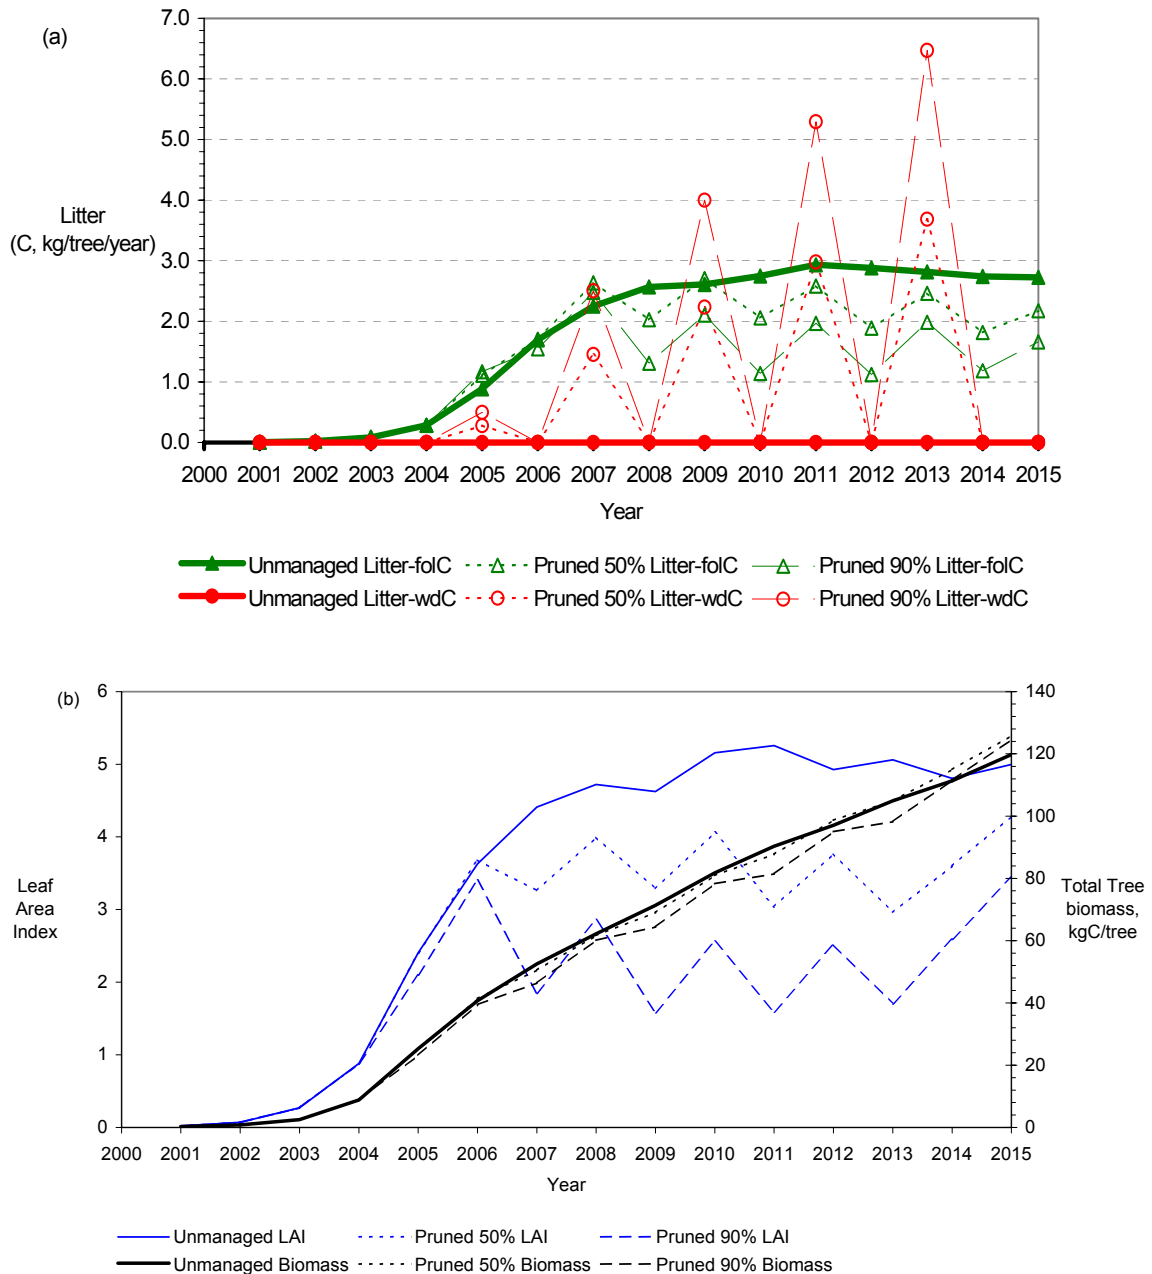 (a)
7.0
6.0
5.0
4.0
3.0
2.0
1.0
0.0
Litter
(C, kg/tree/year)
2000 2001 2002 2003 2004 2005 2006 2007 2008 2009 2010 2011 2012 2013 2014 2015
Year
Unmanaged Litter-folC Pruned 50% Litter-folC Pruned 90% Litter-folC
Unmanaged Litter-wdC Pruned 50% Litter-wdC Pruned 90% Litter-wdC
(b)
6
5
4
3
2
1
0
Leaf
Area
Index
140
120
100
80
60
40
20
0
Total Tree
biomass,
kgC/tree
2000 2001 2002 2003 2004 2005 2006 2007 2008 2009 2010 2011 2012 2013 2014 2015
Year
Unmanaged LAI Pruned 50% LAI Pruned 90% LAI
Unmanaged Biomass Pruned 50% Biomass Pruned 90% Biomass